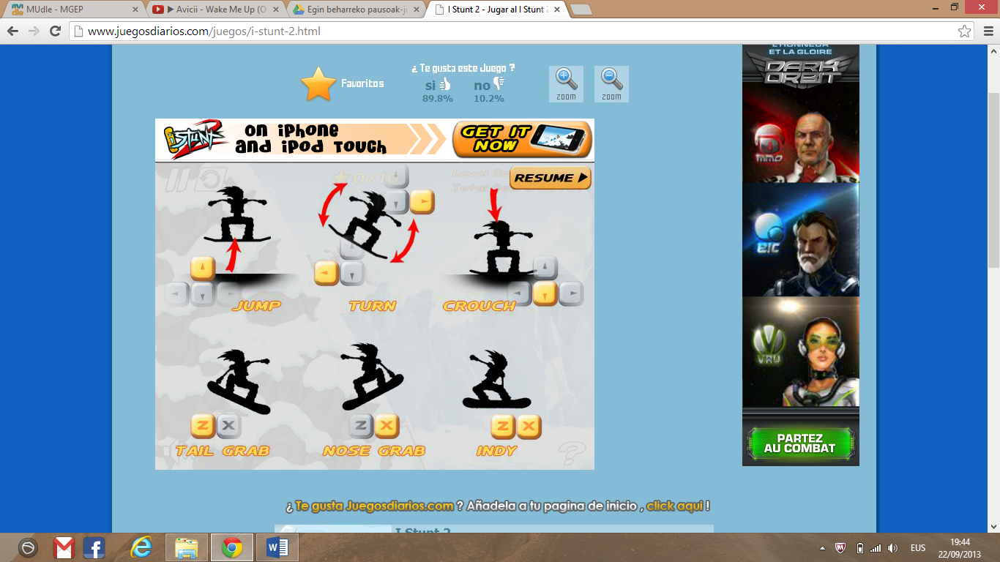 MUdle - MGEP
▶ Avicii - Wake Me Up (O
Egin beharreko pausoak-j
I Stunt 2 - Jugar al I Stunt 2
www.juegosdiarios.com/juegos/i-stunt-2.html
Favoritos
¿ Te gusta este Juego ?
si no
89.8% 10.2%
zoom zoom
iStunt 2
on iPhone
and iPod touch
GET IT
NOW
0/10
RESUME
JUMP TURN CROUCH
Z X Z X Z X
TAIL GRAB NOSE GRAB INDY
?
L'HONNEUR
ET LA GLOIRE
DARK
ORBIT
mmo
eic
VRU
PARTEZ
AU COMBAT
¿ Te gusta Juegosdiarios.com ? Añadela a tu pagina de inicio , click aqui !
I Stunt 2
EUS
19:44
22/09/2013